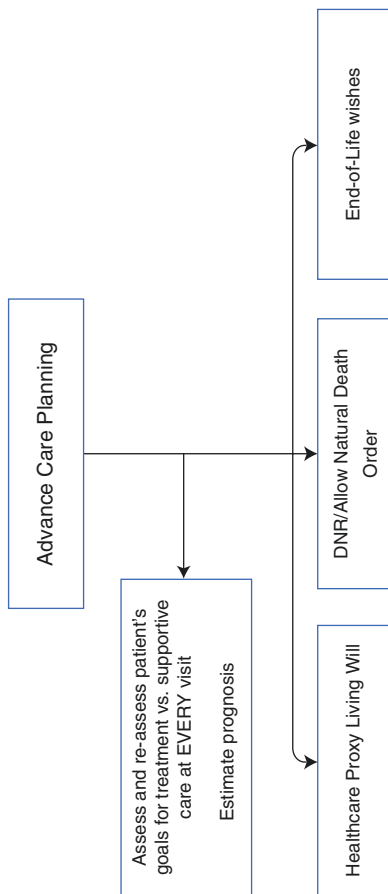 Advance Care Planning
Assess and re-assess patient's
goals for treatment vs. supportive
care at EVERY visit
Estimate prognosis
Healthcare Proxy Living Will
DNR/Allow Natural Death
Order
End-of-Life wishes